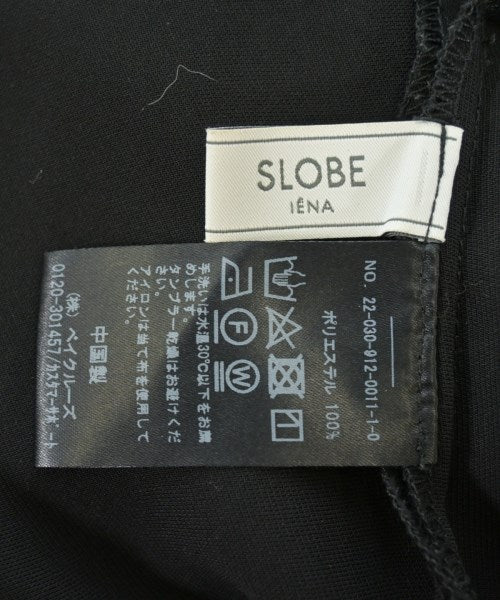 SLOBE
IÉNA
NO. 22-030-912-0011-1-0
ポリエステル 100%
手洗いは水温30℃以下をお薦
めします。
タンブラー乾燥はお避けくだ
さい。
アイロンは当て布を使用して
ください。
中国製
(株) ベイクルーズ
0120-301457/カスタマーサポート